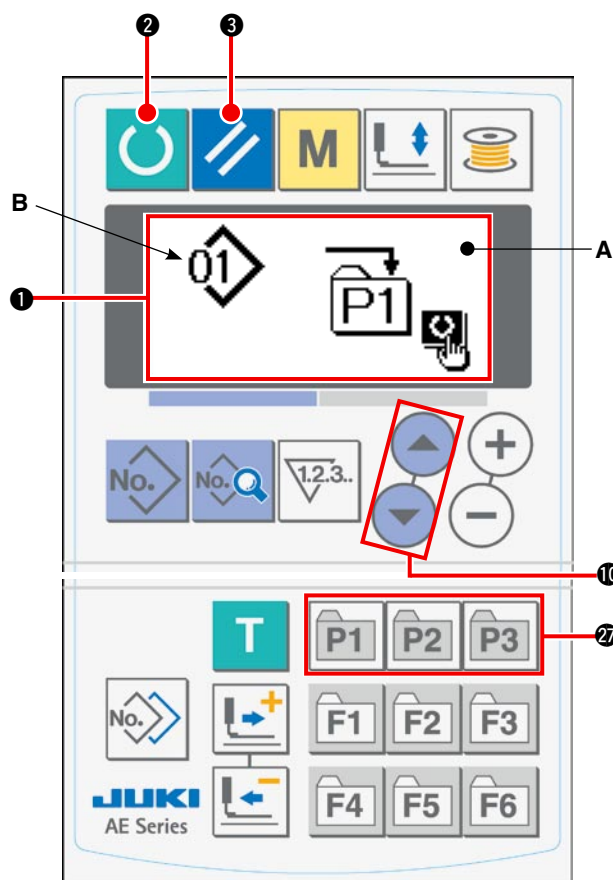 2 3
M
B
A
01
P1
1
No. No. 1.2.3..
+
−
10
T P1 P2 P3
27
No. + F1 F2 F3
JUKI − F4 F5 F6
AE Series